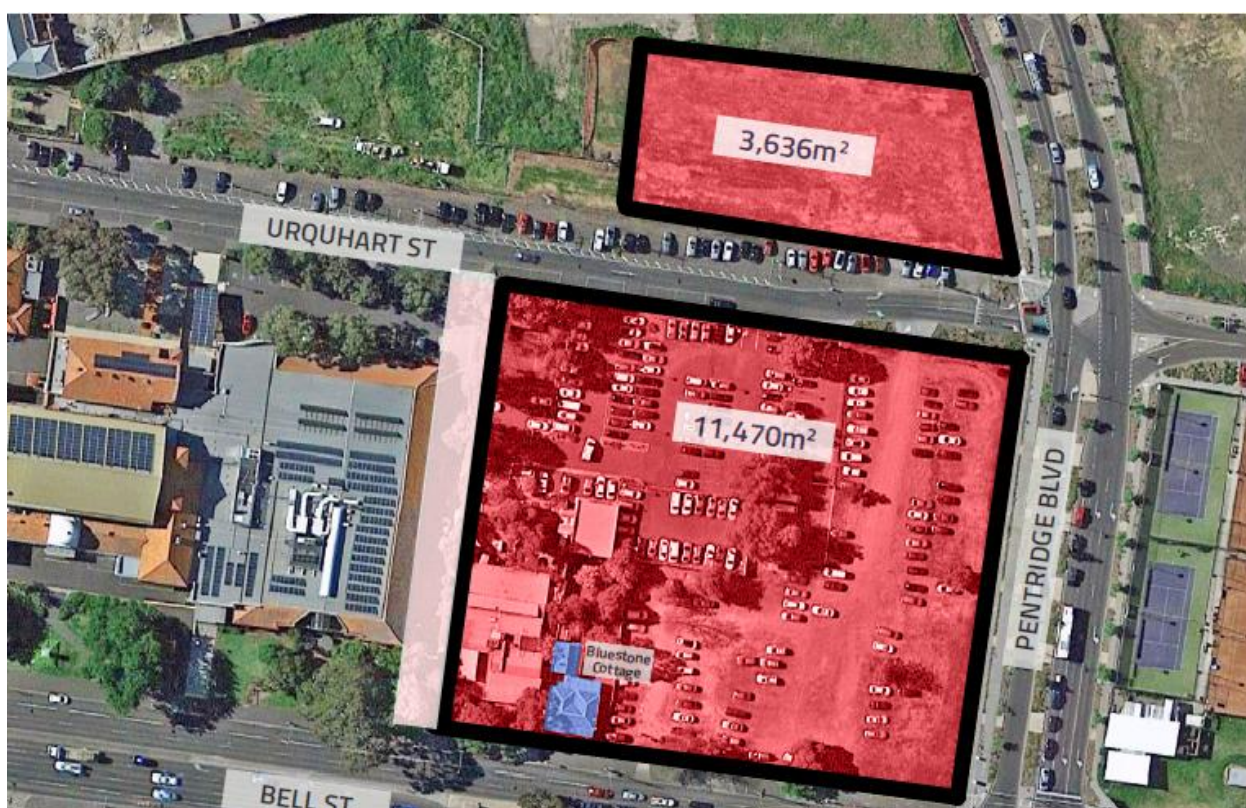 3,636m²
URQUHART ST
11,470m²
PENTRIDGE BLVD
Bluestone
Cottage
BELL ST